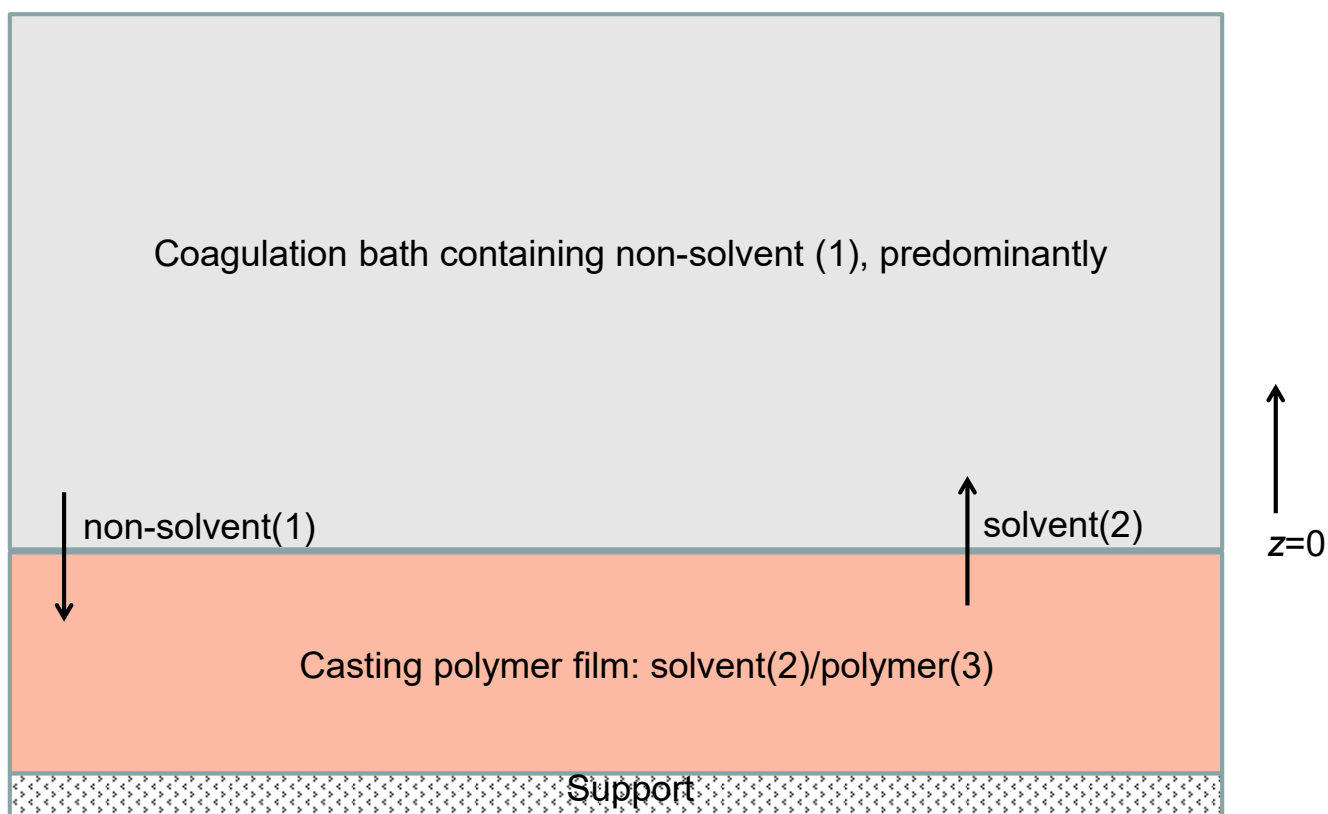 Coagulation bath containing non-solvent (1), predominantly
non-solvent(1)
solvent(2)
z=0
Casting polymer film: solvent(2)/polymer(3)
Support